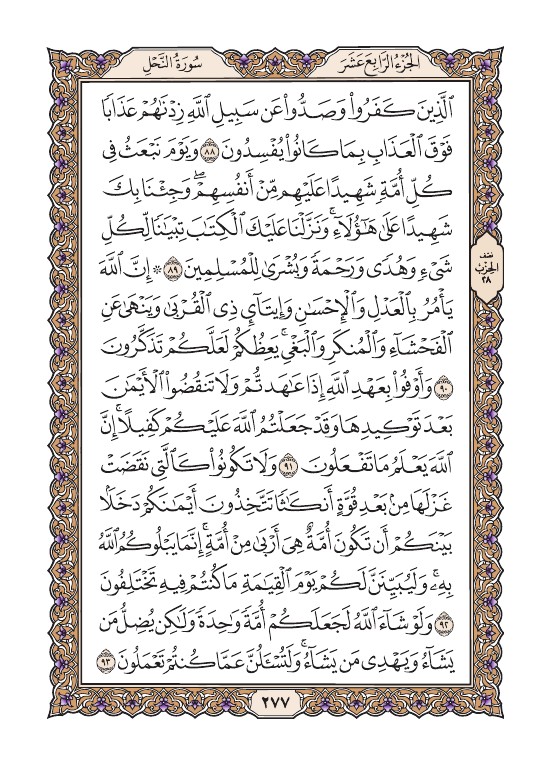 الجُزْءُ الرَّابِعَ عَشَرَ
سُورَةُ النَّحْلِ
ٱلَّذِينَ كَفَرُواْ وَصَدُّواْ عَن سَبِيلِ ٱللَّهِ زِدْنَٰهُمْ عَذَابًا
فَوْقَ ٱلْعَذَابِ بِمَا كَانُواْ يُفْسِدُونَ ٨٨ وَيَوْمَ نَبْعَثُ فِى
كُلِّ أُمَّةٍ شَهِيدًا عَلَيْهِم مِّنْ أَنفُسِهِمْ ۖ وَجِئْنَا بِكَ
شَهِيدًا عَلَىٰ هَٰٓؤُلَآءِ ۚ وَنَزَّلْنَا عَلَيْكَ ٱلْكِتَٰبَ تِبْيَٰنًا لِّكُلِّ
شَىْءٍ وَهُدًى وَرَحْمَةً وَبُشْرَىٰ لِلْمُسْلِمِينَ ٨٩ ۞ إِنَّ ٱللَّهَ
يَأْمُرُ بِٱلْعَدْلِ وَٱلْإِحْسَٰنِ وَإِيتَآئِ ذِى ٱلْقُرْبَىٰ وَيَنْهَىٰ عَنِ
ٱلْفَحْشَآءِ وَٱلْمُنكَرِ وَٱلْبَغْىِ ۚ يَعِظُكُمْ لَعَلَّكُمْ تَذَكَّرُونَ
٩٠ وَأَوْفُواْ بِعَهْدِ ٱللَّهِ إِذَا عَٰهَدتُّمْ وَلَا تَنقُضُواْ ٱلْأَيْمَٰنَ
بَعْدَ تَوْكِيدِهَا وَقَدْ جَعَلْتُمُ ٱللَّهَ عَلَيْكُمْ كَفِيلًا ۚ إِنَّ
ٱللَّهَ يَعْلَمُ مَا تَفْعَلُونَ ٩١ وَلَا تَكُونُواْ كَٱلَّتِى نَقَضَتْ
غَزْلَهَا مِنۢ بَعْدِ قُوَّةٍ أَنكَٰثًا تَتَّخِذُونَ أَيْمَٰنَكُمْ دَخَلًۢا
بَيْنَكُمْ أَن تَكُونَ أُمَّةٌ هِىَ أَرْبَىٰ مِنْ أُمَّةٍ ۚ إِنَّمَا يَبْلُوكُمُ ٱللَّهُ
بِهِۦ ۚ وَلَيُبَيِّنَنَّ لَكُمْ يَوْمَ ٱلْقِيَٰمَةِ مَا كُنتُمْ فِيهِ تَخْتَلِفُونَ
٩٢ وَلَوْ شَآءَ ٱللَّهُ لَجَعَلَكُمْ أُمَّةً وَٰحِدَةً وَلَٰكِن يُضِلُّ مَن
يَشَآءُ وَيَهْدِى مَن يَشَآءُ ۚ وَلَتُسْـَٔلُنَّ عَمَّا كُنتُمْ تَعْمَلُونَ ٩٣
نصف
الحِزْبُ
٢٨
٢٧٧